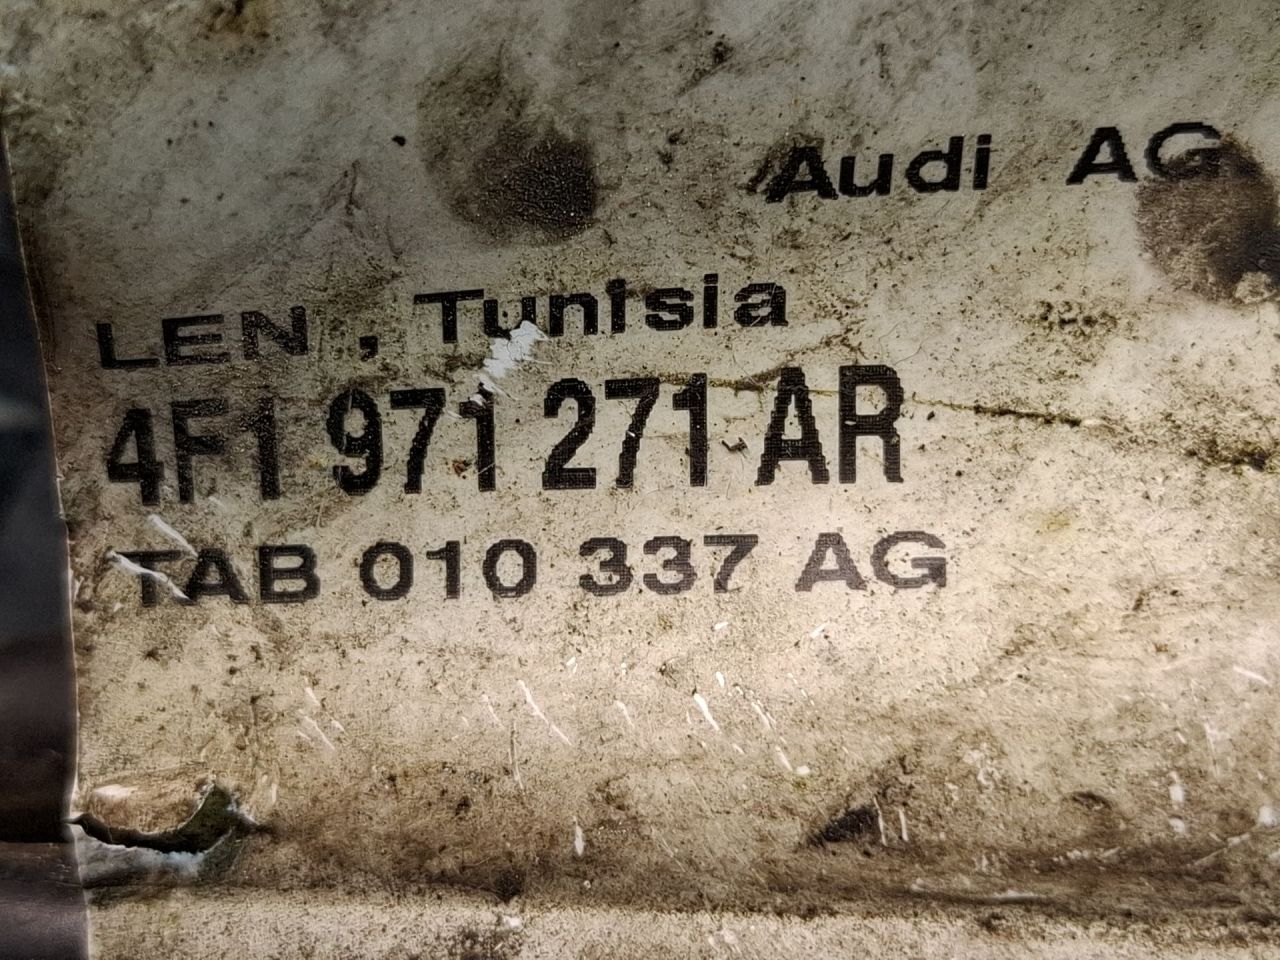 Audi AG
LEN , Tunisia
4F1 971 271 AR
TAB 010 337 AG